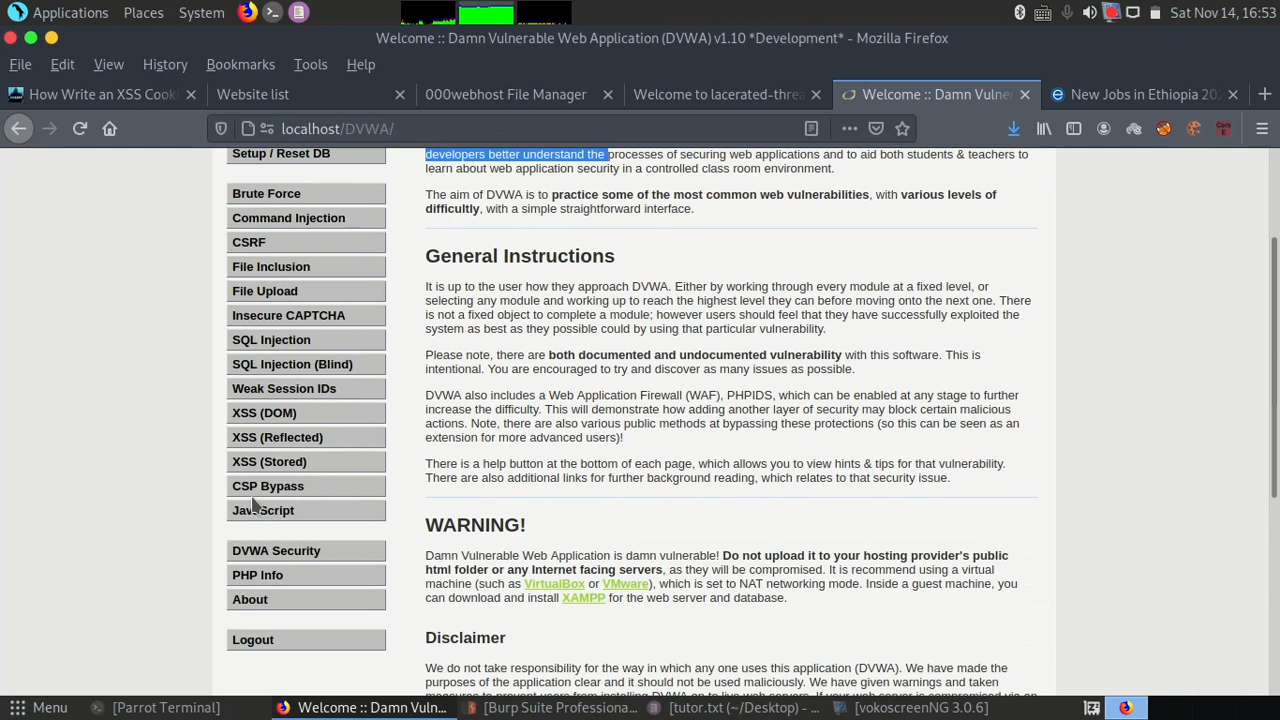 Applications Places System Sat Nov 14, 16:53
Welcome :: Damn Vulnerable Web Application (DVWA) v1.10 *Development* - Mozilla Firefox
File Edit View History Bookmarks Tools Help
How Write an XSS Cook Website list 000webhost File Manager Welcome to lacerated-threa Welcome :: Damn Vulner New Jobs in Ethiopia 202
localhost/DVWA/
Setup / Reset DB
Brute Force
Command Injection
CSRF
File Inclusion
File Upload
Insecure CAPTCHA
SQL Injection
SQL Injection (Blind)
Weak Session IDs
XSS (DOM)
XSS (Reflected)
XSS (Stored)
CSP Bypass
JavaScript
DVWA Security
PHP Info
About
Logout
developers better understand the processes of securing web applications and to aid both students & teachers to
learn about web application security in a controlled class room environment.
The aim of DVWA is to practice some of the most common web vulnerabilities, with various levels of
difficultly, with a simple straightforward interface.
General Instructions
It is up to the user how they approach DVWA. Either by working through every module at a fixed level, or
selecting any module and working up to reach the highest level they can before moving onto the next one. There
is not a fixed object to complete a module; however users should feel that they have successfully exploited the
system as best as they possible could by using that particular vulnerability.
Please note, there are both documented and undocumented vulnerability with this software. This is
intentional. You are encouraged to try and discover as many issues as possible.
DVWA also includes a Web Application Firewall (WAF), PHPIDS, which can be enabled at any stage to further
increase the difficulty. This will demonstrate how adding another layer of security may block certain malicious
actions. Note, there are also various public methods at bypassing these protections (so this can be seen as an
extension for more advanced users)!
There is a help button at the bottom of each page, which allows you to view hints & tips for that vulnerability.
There are also additional links for further background reading, which relates to that security issue.
WARNING!
Damn Vulnerable Web Application is damn vulnerable! Do not upload it to your hosting provider's public
html folder or any Internet facing servers, as they will be compromised. It is recommend using a virtual
machine (such as VirtualBox or VMware), which is set to NAT networking mode. Inside a guest machine, you
can download and install XAMPP for the web server and database.
Disclaimer
We do not take responsibility for the way in which any one uses this application (DVWA). We have made the
purposes of the application clear and it should not be used maliciously. We have given warnings and taken
measures to prevent users from installing DVWA on to live web servers. If your web server is compromised via an
Menu [Parrot Terminal] Welcome :: Damn Vuln... [Burp Suite Professiona... [tutor.txt (~/Desktop) - ... [vokoscreenNG 3.0.6]